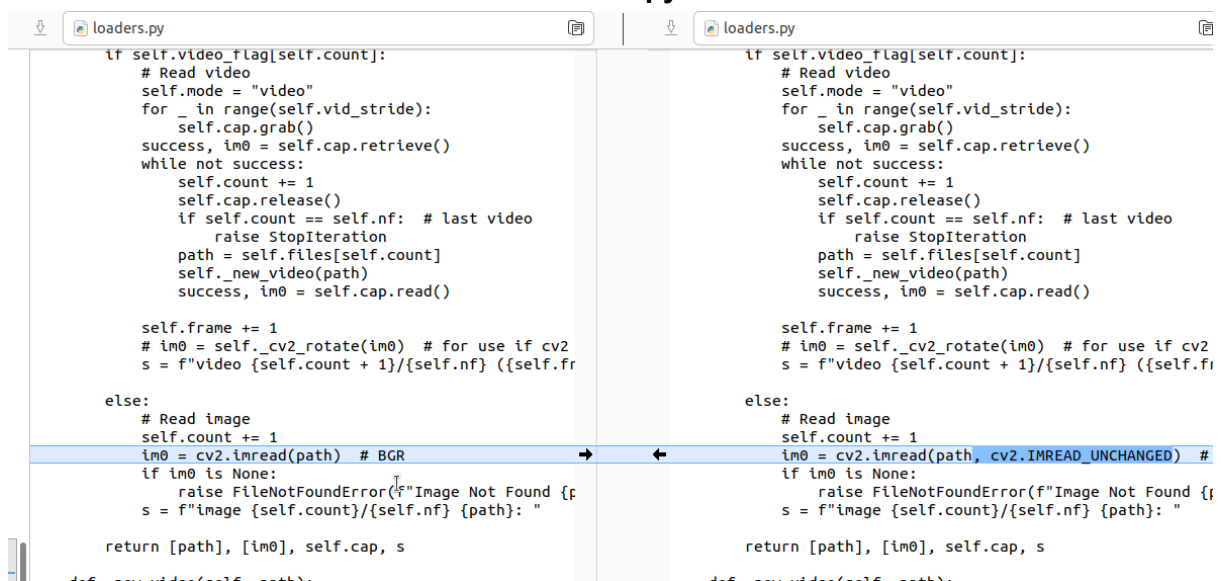 py
loaders.py
if self.video_flag[self.count]:
# Read video
self.mode = "video"
for _ in range(self.vid_stride):
self.cap.grab()
success, im0 = self.cap.retrieve()
while not success:
self.count += 1
self.cap.release()
if self.count == self.nf:  # last video
raise StopIteration
path = self.files[self.count]
self._new_video(path)
success, im0 = self.cap.read()
self.frame += 1
# im0 = self._cv2_rotate(im0)  # for use if cv2
s = f"video {self.count + 1}/{self.nf} ({self.fr
else:
# Read image
self.count += 1
im0 = cv2.imread(path)  # BGR
if im0 is None:
raise FileNotFoundError(f"Image Not Found {p
s = f"image {self.count}/{self.nf} {path}: "
return [path], [im0], self.cap, s
def _new_video(self, path):
loaders.py
if self.video_flag[self.count]:
# Read video
self.mode = "video"
for _ in range(self.vid_stride):
self.cap.grab()
success, im0 = self.cap.retrieve()
while not success:
self.count += 1
self.cap.release()
if self.count == self.nf:  # last video
raise StopIteration
path = self.files[self.count]
self._new_video(path)
success, im0 = self.cap.read()
self.frame += 1
# im0 = self._cv2_rotate(im0)  # for use if cv2
s = f"video {self.count + 1}/{self.nf} ({self.fr
else:
# Read image
self.count += 1
im0 = cv2.imread(path, cv2.IMREAD_UNCHANGED)  #
if im0 is None:
raise FileNotFoundError(f"Image Not Found {p
s = f"image {self.count}/{self.nf} {path}: "
return [path], [im0], self.cap, s
def _new_video(self, path):